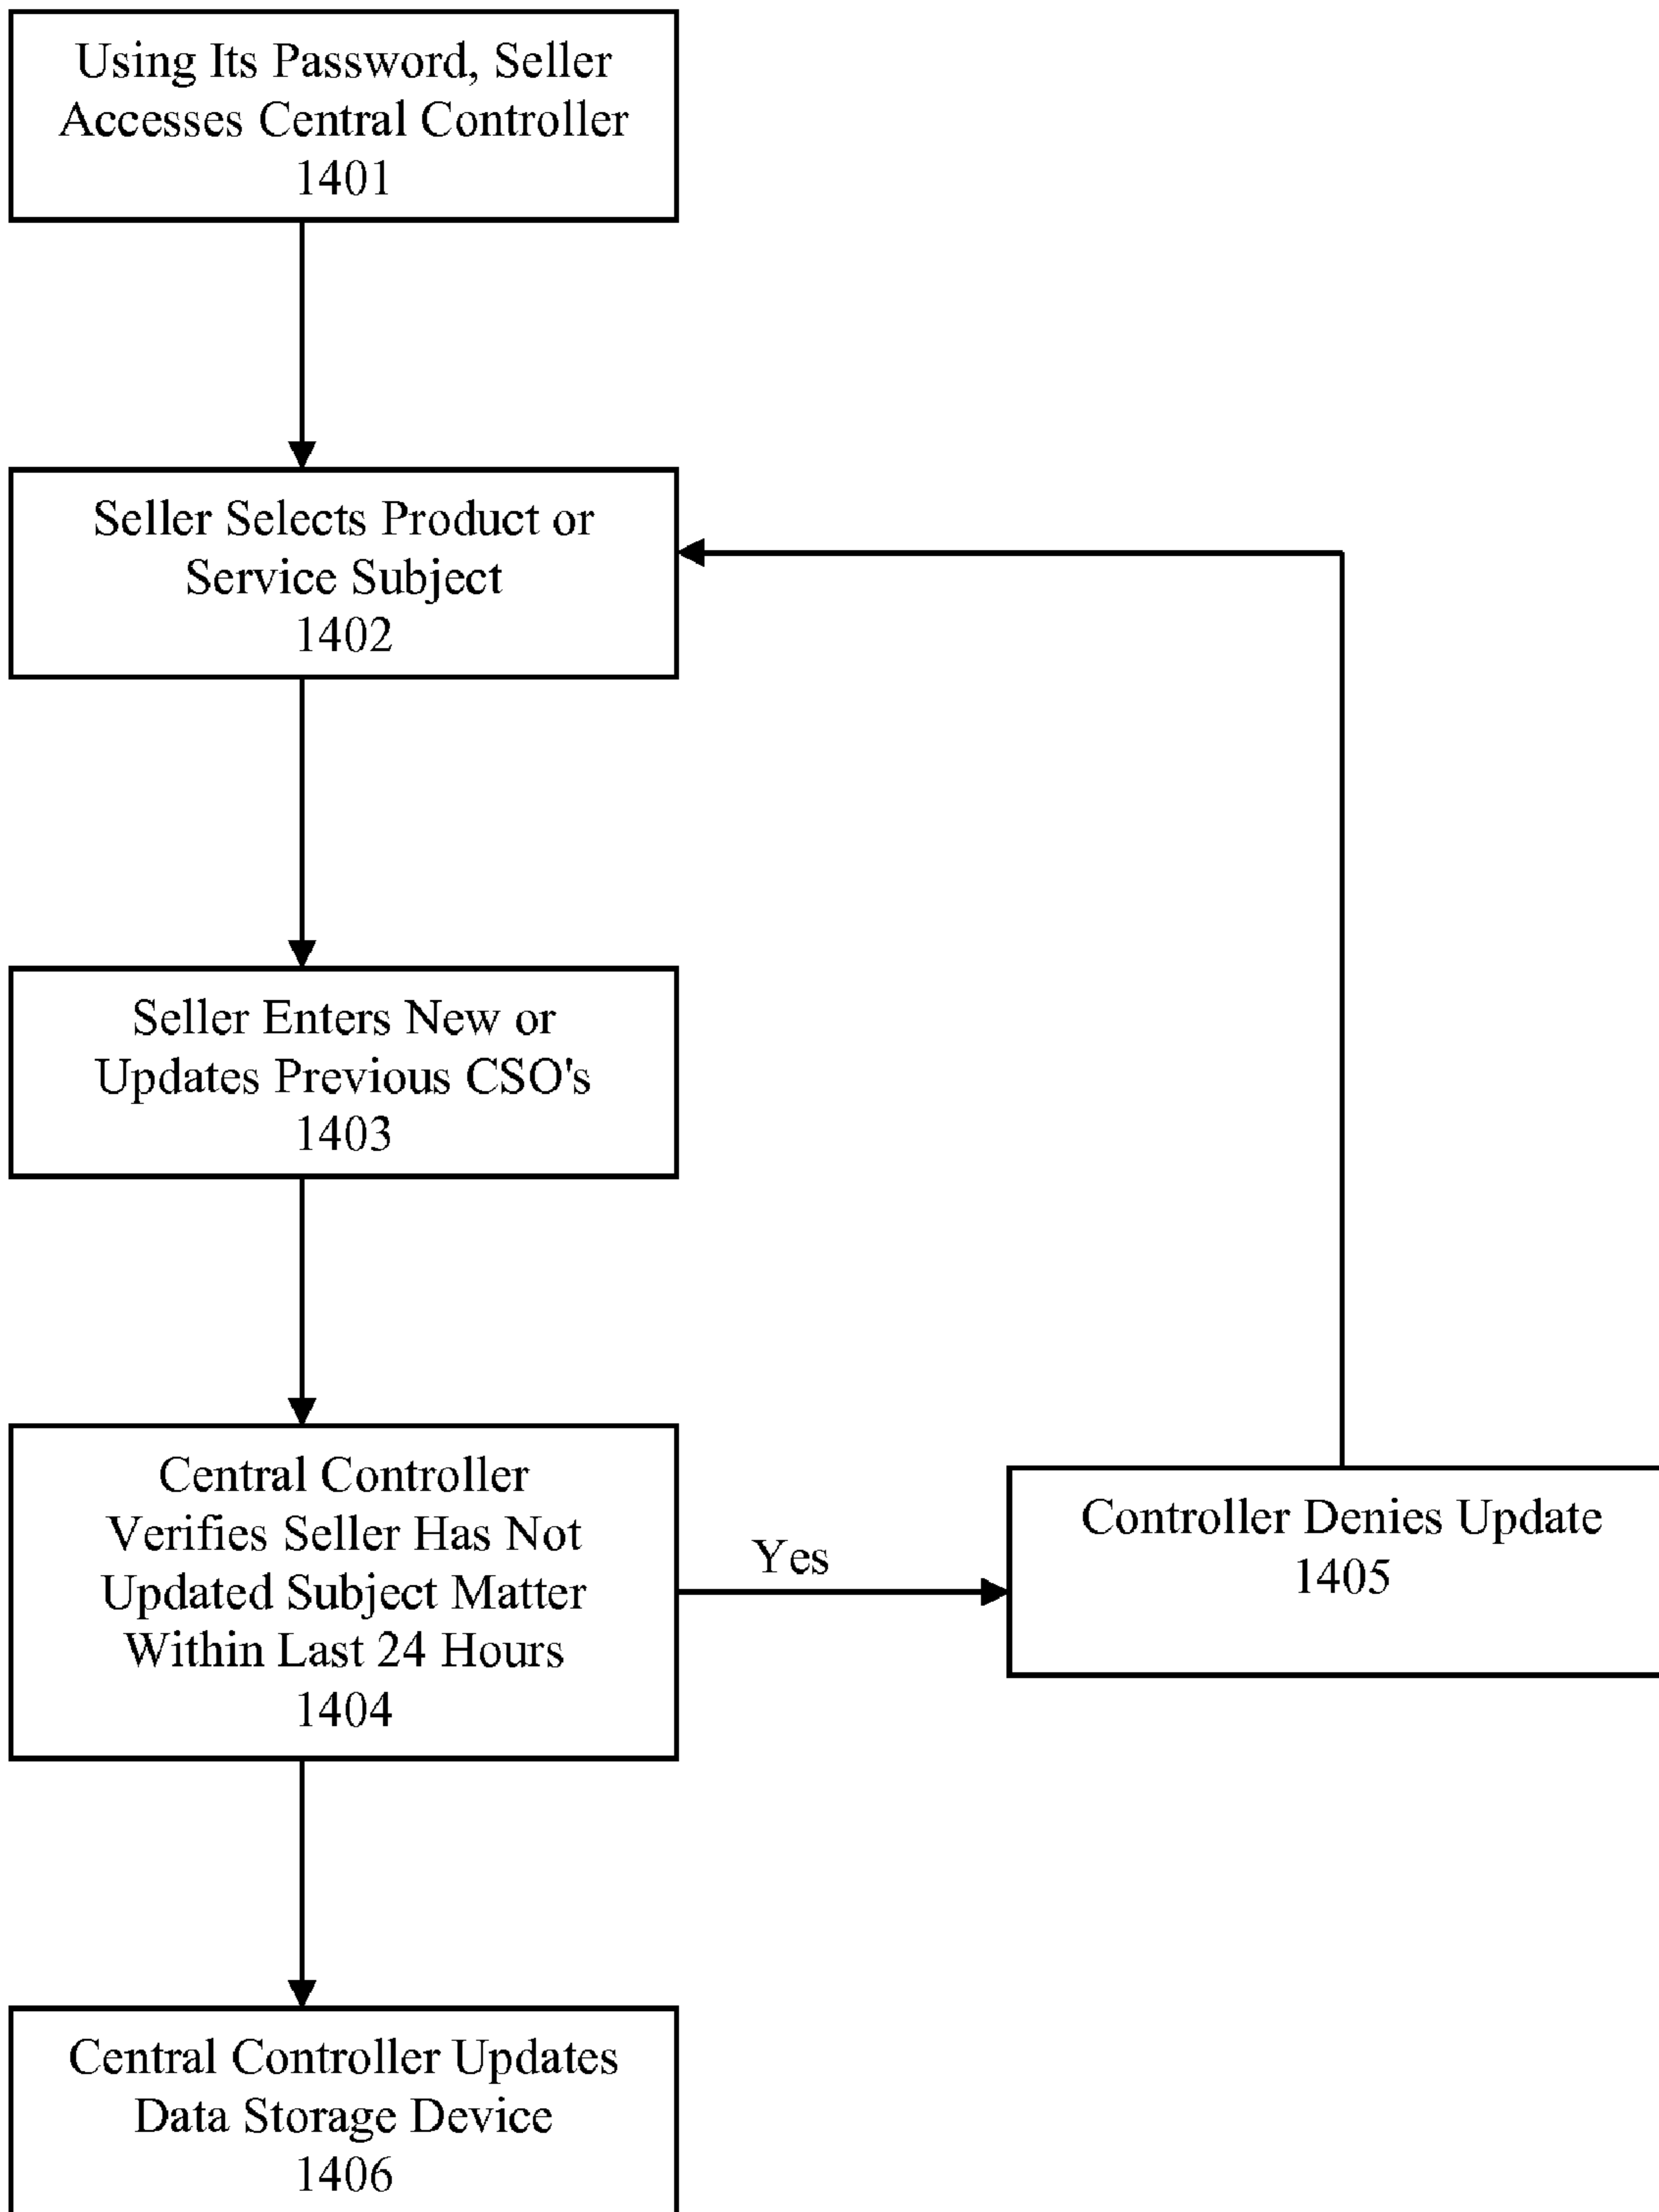 Using Its Password, Seller
Accesses Central Controller
1401
Seller Selects Product or
Service Subject
1402
Seller Enters New or
Updates Previous CSO's
1403
Central Controller
Verifies Seller Has Not
Updated Subject Matter
Within Last 24 Hours
1404
Yes
Controller Denies Update
1405
Central Controller Updates
Data Storage Device
1406